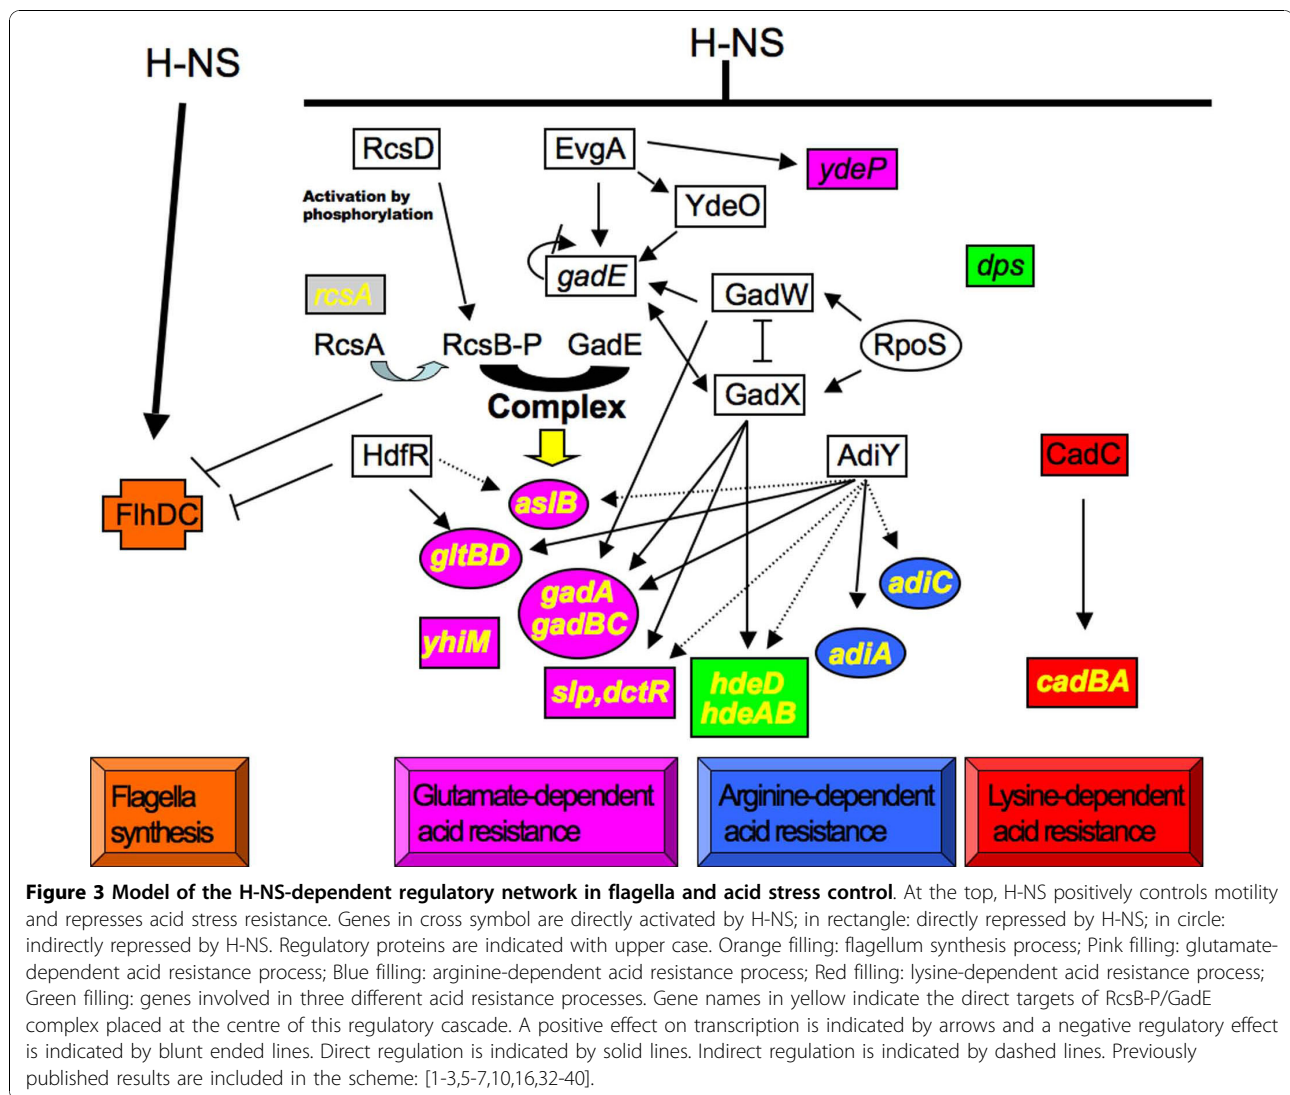 H-NS
H-NS
RcsD
EvgA
ydeP
Activation by
phosphorylation
YdeO
dps
gadE
rcsA
GadW
RcsA
RcsB-P
GadE
RpoS
GadX
Complex
HdfR
AdiY
CadC
FlhDC
aslB
gltBD
gadA
gadBC
adiC
yhiM
adiA
slp,dctR
hdeD
hdeAB
cadBA
Flagella
synthesis
Glutamate-dependent
acid resistance
Arginine-dependent
acid resistance
Lysine-dependent
acid resistance
Figure 3 Model of the H-NS-dependent regulatory network in flagella and acid stress control. At the top, H-NS positively controls motility
and represses acid stress resistance. Genes in cross symbol are directly activated by H-NS; in rectangle: directly repressed by H-NS; in circle:
indirectly repressed by H-NS. Regulatory proteins are indicated with upper case. Orange filling: flagellum synthesis process; Pink filling: glutamate-
dependent acid resistance process; Blue filling: arginine-dependent acid resistance process; Red filling: lysine-dependent acid resistance process;
Green filling: genes involved in three different acid resistance processes. Gene names in yellow indicate the direct targets of RcsB-P/GadE
complex placed at the centre of this regulatory cascade. A positive effect on transcription is indicated by arrows and a negative regulatory effect
is indicated by blunt ended lines. Direct regulation is indicated by solid lines. Indirect regulation is indicated by dashed lines. Previously
published results are included in the scheme: [1-3,5-7,10,16,32-40].